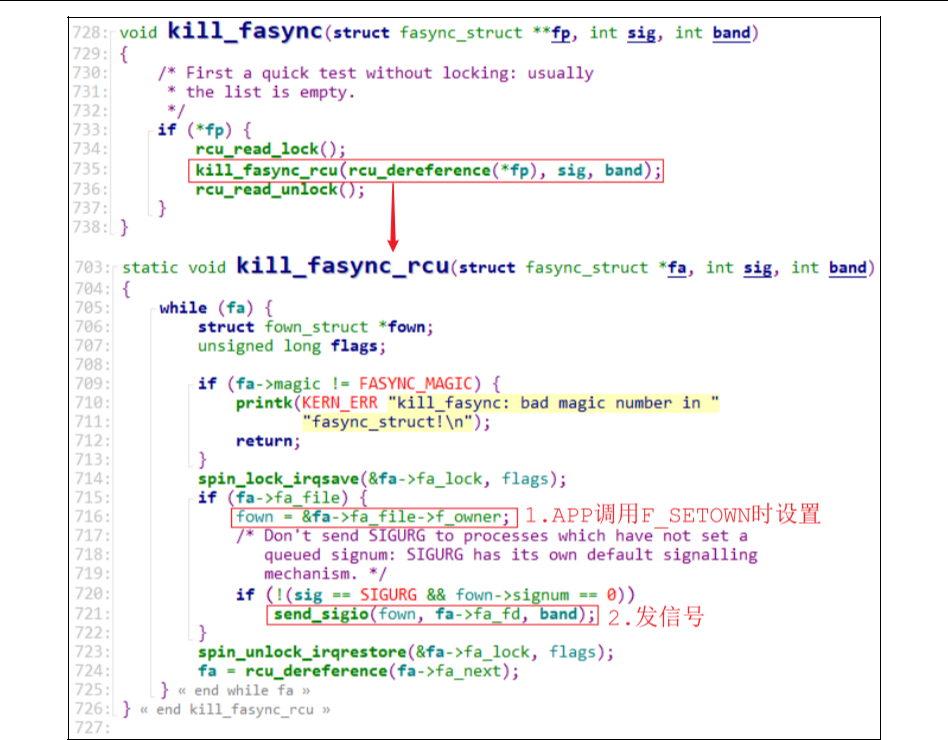 728: void kill_fasync(struct fasync_struct **fp, int sig, int band)
729: {
730: /* First a quick test without locking: usually
731: * the list is empty.
732: */
733: if (*fp) {
734: rcu_read_lock();
735: kill_fasync_rcu(rcu_dereference(*fp), sig, band);
736: rcu_read_unlock();
737: }
738: }
703: static void kill_fasync_rcu(struct fasync_struct *fa, int sig, int band)
704: {
705: while (fa) {
706: struct fown_struct *fown;
707: unsigned long flags;
708:
709: if (fa->magic != FASYNC_MAGIC) {
710: printk(KERN_ERR "kill_fasync: bad magic number in "
711: "fasync_struct!\n");
712: return;
713: }
714: spin_lock_irqsave(&fa->fa_lock, flags);
715: if (fa->fa_file) {
716: fown = &fa->fa_file->f_owner; 1.APP调用F_SETOWN时设置
717: /* Don't send SIGURG to processes which have not set a
718: queued signum: SIGURG has its own default signalling
719: mechanism. */
720: if (!(sig == SIGURG && fown->signum == 0))
721: send_sigio(fown, fa->fa_fd, band); 2.发信号
722: }
723: spin_unlock_irqrestore(&fa->fa_lock, flags);
724: fa = rcu_dereference(fa->fa_next);
725: } « end while fa »
726: } « end kill_fasync_rcu »
727: